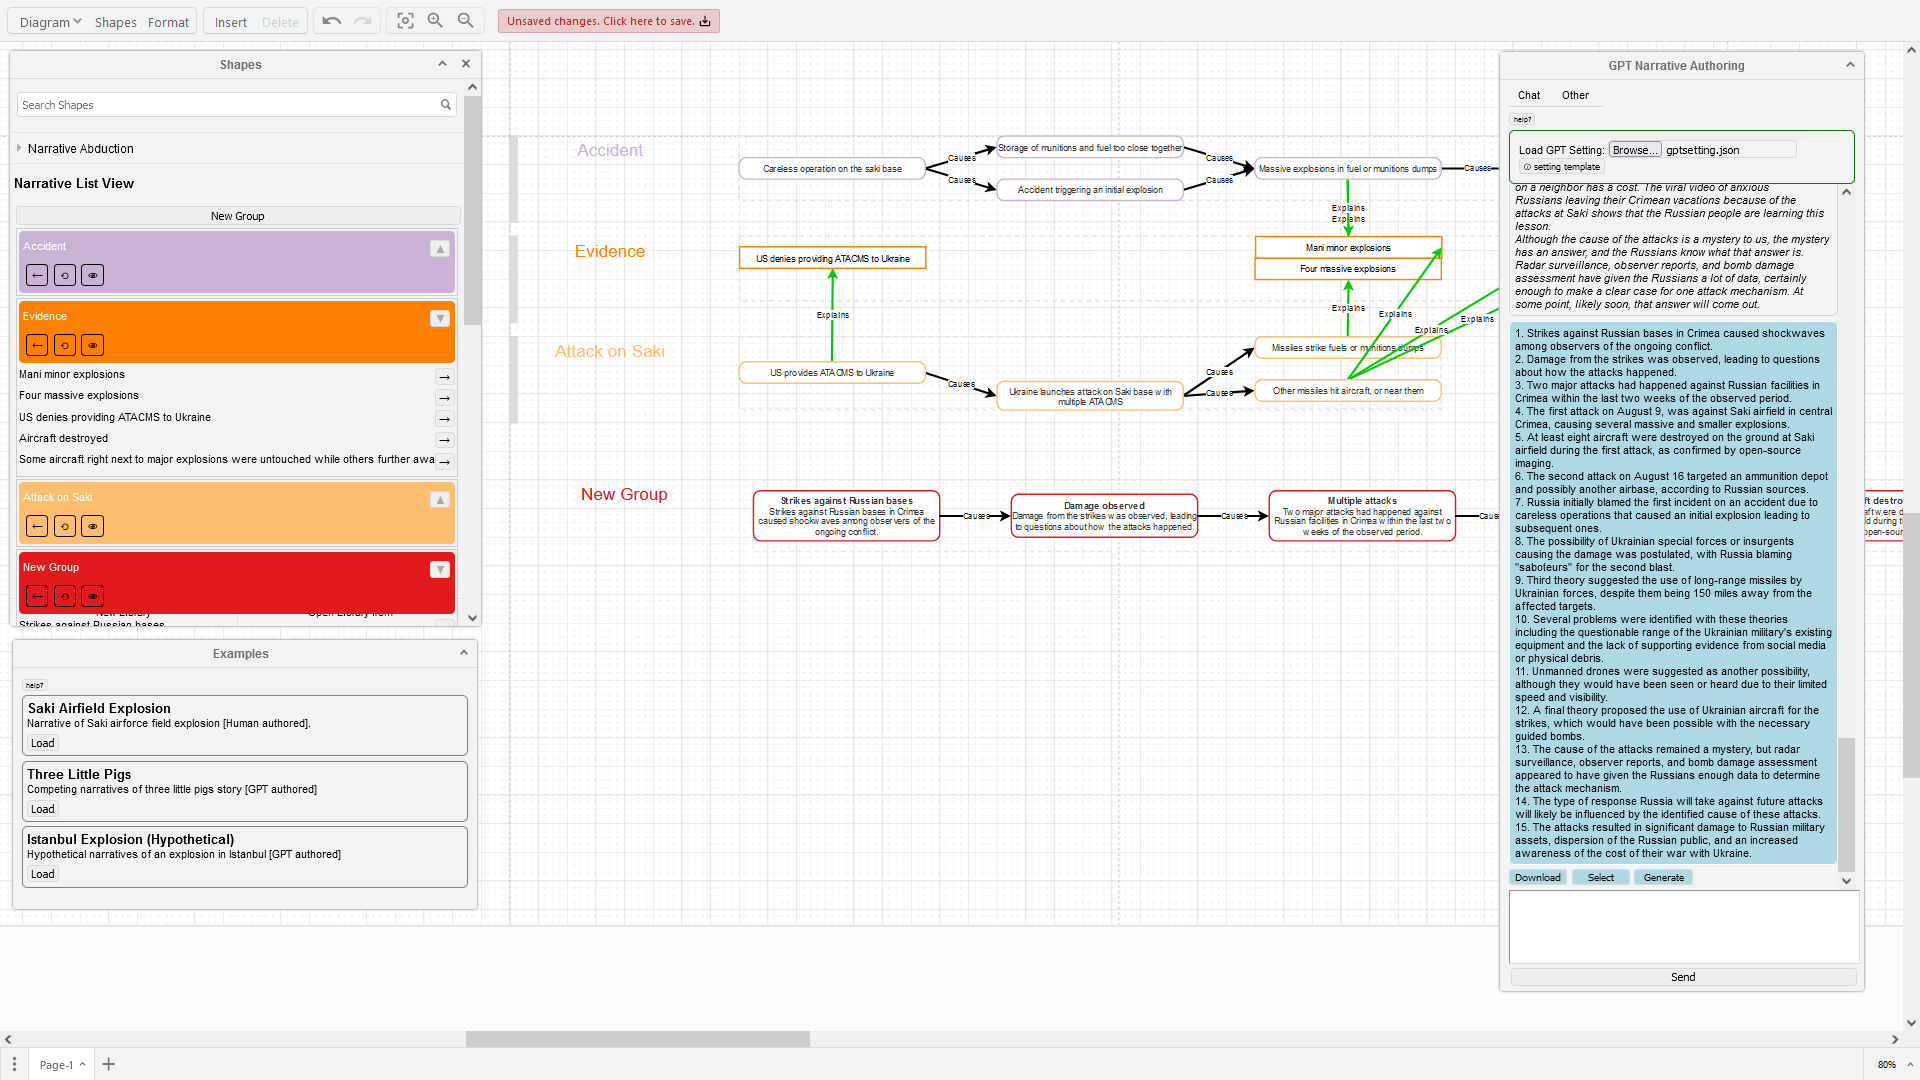 Diagram
Shapes
Format
Insert
Delete
Unsaved changes. Click here to save.
Shapes
Search Shapes
Narrative Abduction
Narrative List View
New Group
Accident
Evidence
Mani minor explosions
Four massive explosions
US denies providing ATACMS to Ukraine
Aircraft destroyed
Some aircraft right next to major explosions were untouched while others further awa
Attack on Saki
New Group
Strikes against Russian bases
Examples
help?
Saki Airfield Explosion
Narrative of Saki airforce field explosion [Human authored].
Load
Three Little Pigs
Competing narratives of three little pigs story [GPT authored]
Load
Istanbul Explosion (Hypothetical)
Hypothetical narratives of an explosion in Istanbul [GPT authored]
Load
Accident
Careless operation on the saki base
Causes
Causes
Storage of munitions and fuel too close together
Accident triggering an initial explosion
Causes
Causes
Massive explosions in fuel or munitions dumps
Causes
Explains
Explains
Evidence
US denies providing ATACMS to Ukraine
Mani minor explosions
Four massive explosions
Explains
Explains
Explains
Explains
Explains
Attack on Saki
US provides ATACMS to Ukraine
Causes
Ukraine launches attack on Saki base with
multiple ATACMS
Causes
Causes
Missiles strike fuels or munitions dumps
Other missiles hit aircraft, or near them
New Group
Strikes against Russian bases
Strikes against Russian bases in Crimea
caused shockwaves among observers of the
ongoing conflict.
Causes
Damage observed
Damage from the strikes was observed, leading
to questions about how the attacks happened.
Causes
Multiple attacks
Two major attacks had happened against
Russian facilities in Crimea within the last two
weeks of the observed period.
Caus
ft destro
GPT Narrative Authoring
Chat
Other
help?
Load GPT Setting:
Browse...
gptsetting.json
setting template
on a neighbor has a cost. The viral video of anxious
Russians leaving their Crimean vacations because of the
attacks at Saki shows that the Russian people are learning this
lesson.
Although the cause of the attacks is a mystery to us, the mystery
has an answer, and the Russians know what that answer is.
Radar surveillance, observer reports, and bomb damage
assessment have given the Russians a lot of data, certainly
enough to make a clear case for one attack mechanism. At
some point, likely soon, that answer will come out.
1. Strikes against Russian bases in Crimea caused shockwaves
among observers of the ongoing conflict.
2. Damage from the strikes was observed, leading to questions
about how the attacks happened.
3. Two major attacks had happened against Russian facilities in
Crimea within the last two weeks of the observed period.
4. The first attack on August 9, was against Saki airfield in central
Crimea, causing several massive and smaller explosions.
5. At least eight aircraft were destroyed on the ground at Saki
airfield during the first attack, as confirmed by open-source
imaging.
6. The second attack on August 16 targeted an ammunition depot
and possibly another airbase, according to Russian sources.
7. Russia initially blamed the first incident on an accident due to
careless operations that caused an initial explosion leading to
subsequent ones.
8. The possibility of Ukrainian special forces or insurgents
causing the damage was postulated, with Russia blaming
"saboteurs" for the second blast.
9. Third theory suggested the use of long-range missiles by
Ukrainian forces, despite them being 150 miles away from the
affected targets.
10. Several problems were identified with these theories
including the questionable range of the Ukrainian military's existing
equipment and the lack of supporting evidence from social media
or physical debris.
11. Unmanned drones were suggested as another possibility,
although they would have been seen or heard due to their limited
speed and visibility.
12. A final theory proposed the use of Ukrainian aircraft for the
strikes, which would have been possible with the necessary
guided bombs.
13. The cause of the attacks remained a mystery, but radar
surveillance, observer reports, and bomb damage assessment
appeared to have given the Russians enough data to determine
the attack mechanism.
14. The type of response Russia will take against future attacks
will likely be influenced by the identified cause of these attacks.
15. The attacks resulted in significant damage to Russian military
assets, dispersion of the Russian public, and an increased
awareness of the cost of their war with Ukraine.
Download
Select
Generate
Send
Page-1
80%